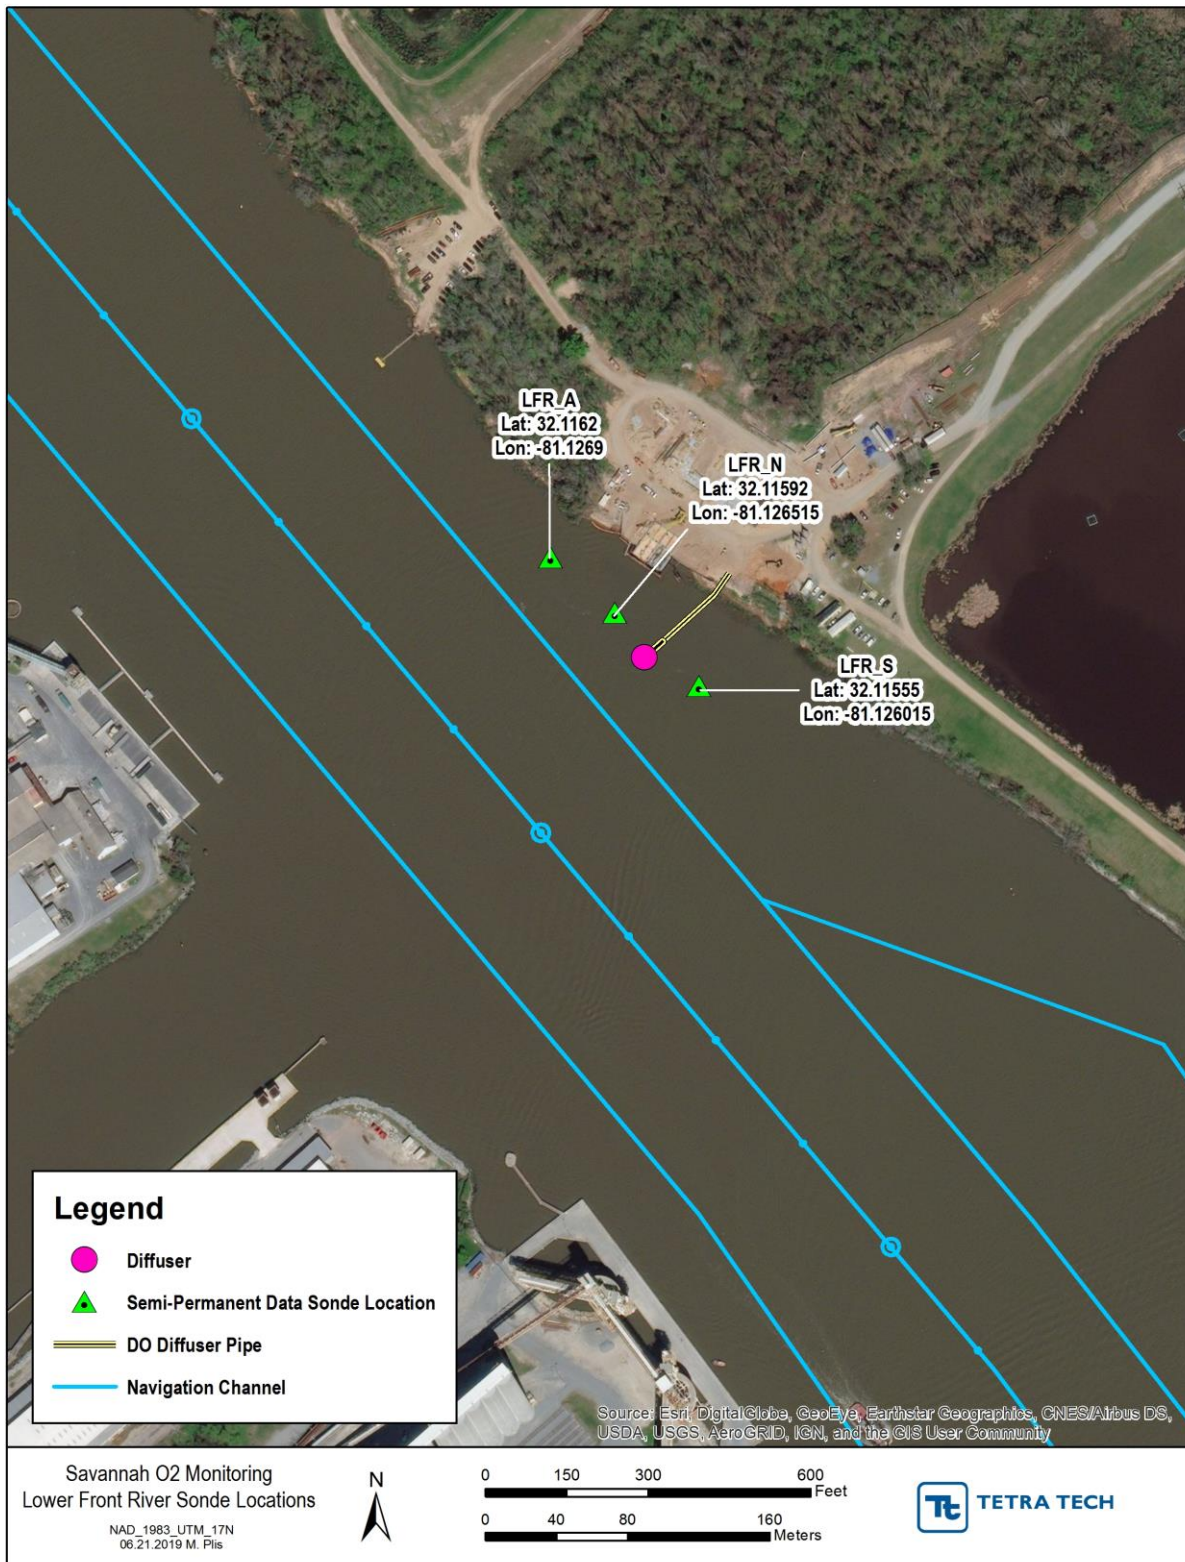 LFR_A
Lat: 32.1162
Lon: -81.1269
LFR_N
Lat: 32.11592
Lon: -81.126515
LFR_S
Lat: 32.11555
Lon: -81.126015
Legend
Diffuser
Semi-Permanent Data Sonde Location
DO Diffuser Pipe
Navigation Channel
Source: Esri, DigitalGlobe, GeoEye, Earthstar Geographics, CNES/Airbus DS,
USDA, USGS, AeroGRID, IGN, and the GIS User Community
Savannah O2 Monitoring
Lower Front River Sonde Locations
NAD_1983_UTM_17N
06.21.2019 M. Plis
N
0 150 300 600
Feet
0 40 80 160
Meters
Tt TETRA TECH